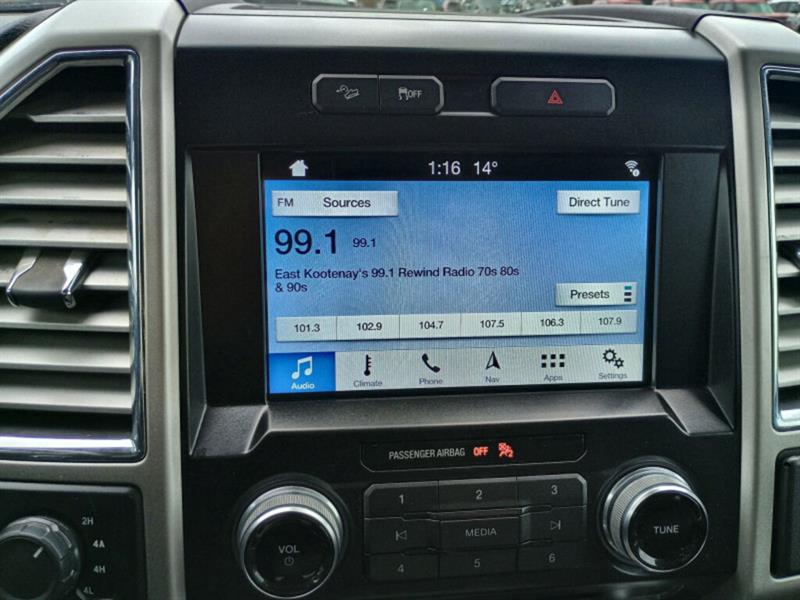 OFF
1:16 14°
FM Sources Direct Tune
99.1 99.1
East Kootenay's 99.1 Rewind Radio 70s 80s
& 90s
Presets
101.3 102.9 104.7 107.5 106.3 107.9
Audio Climate Phone Nav Apps Settings
PASSENGER AIRBAG OFF
1 2 3
VOL MEDIA TUNE
4 5 6
2H
4A
4H
4L